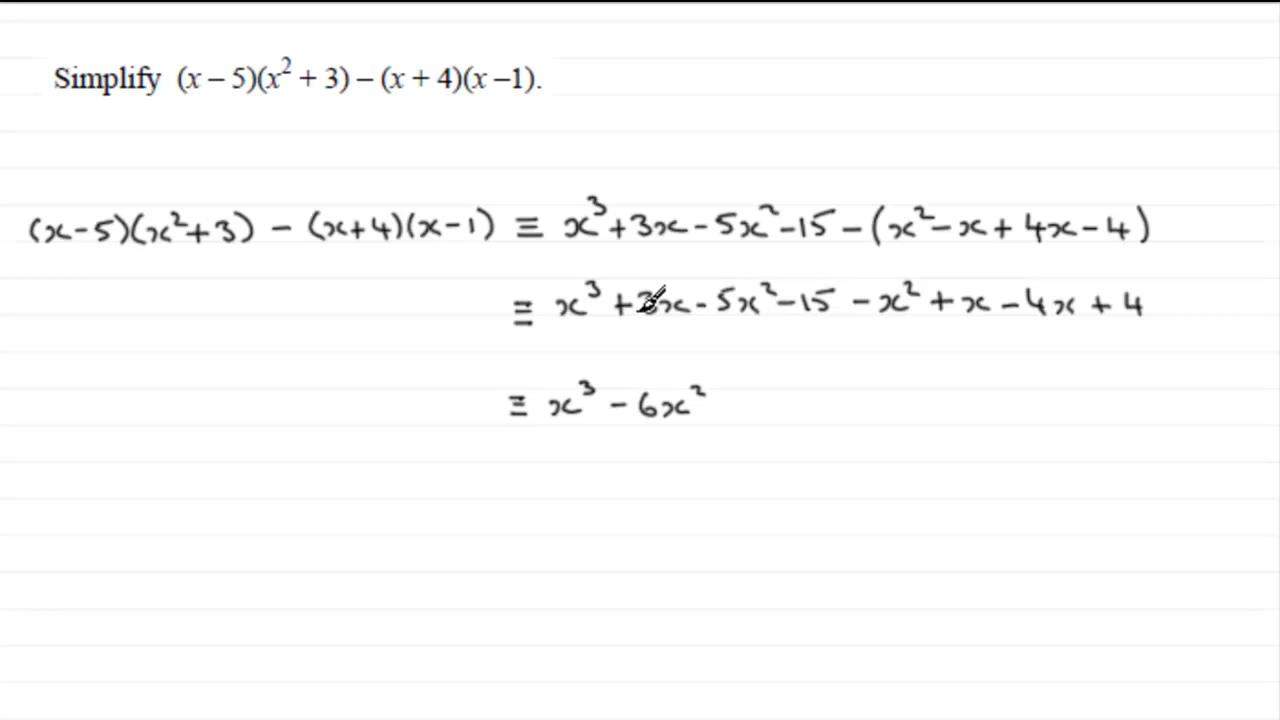 Simplify (x – 5)(x² + 3) – (x + 4)(x –1).
(x-5)(x²+3) - (x+4)(x-1) ≡ x³+3x-5x²-15-(x²-x+4x-4)
≡ x³+3x-5x²-15-x²+x-4x+4
≡ x³-6x²